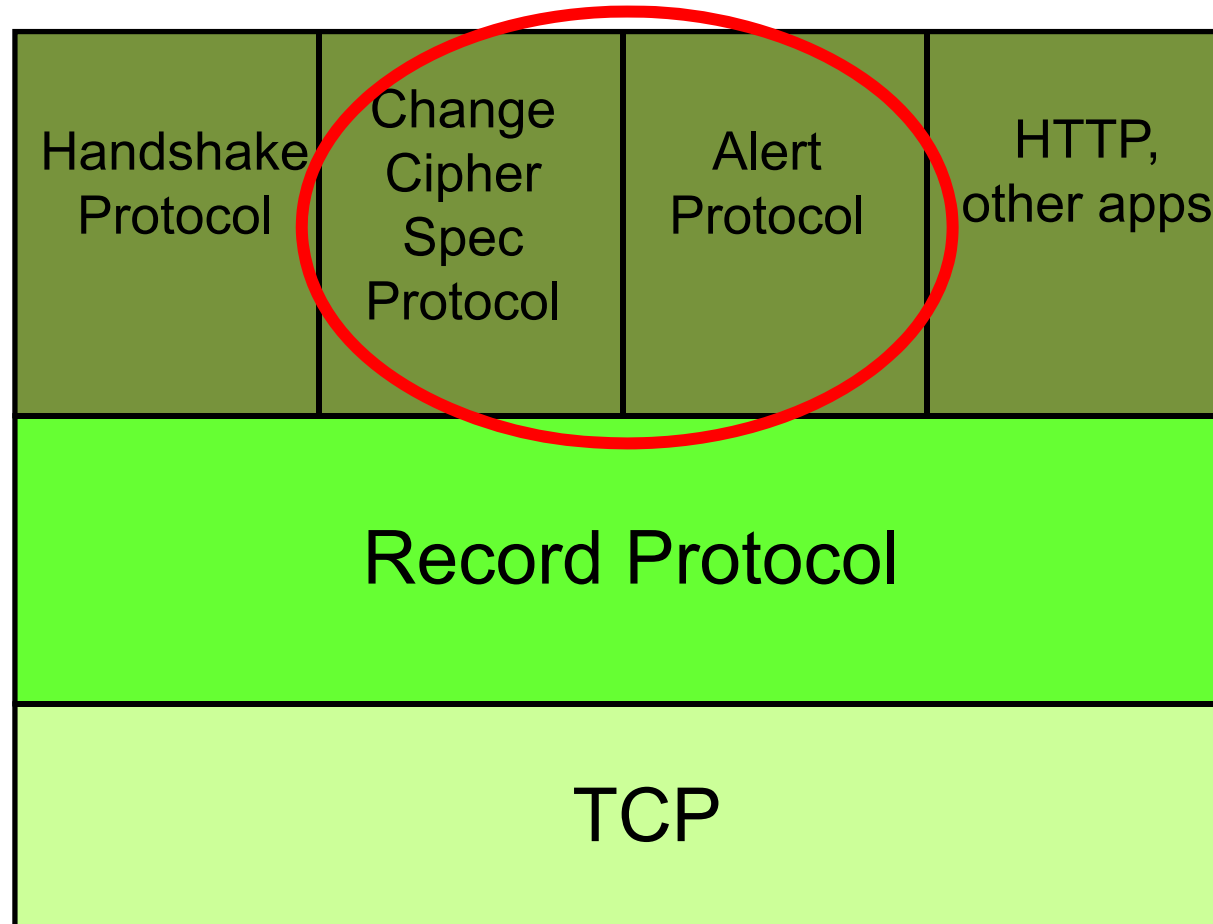 Handshake
Protocol
Change
Cipher
Spec
Protocol
Alert
Protocol
HTTP,
other apps
Record Protocol
TCP